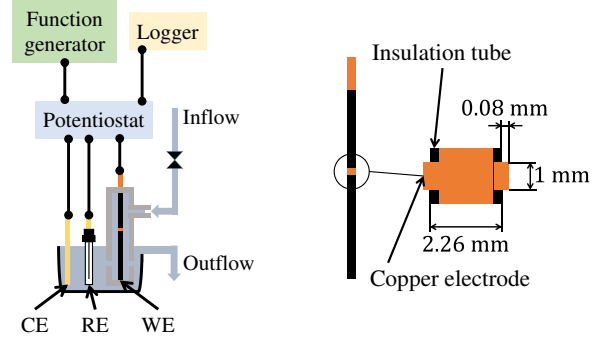 Function
generator
Logger
Potentiostat
Inflow
Outflow
CE
RE
WE
Insulation tube
0.08 mm
1 mm
2.26 mm
Copper electrode